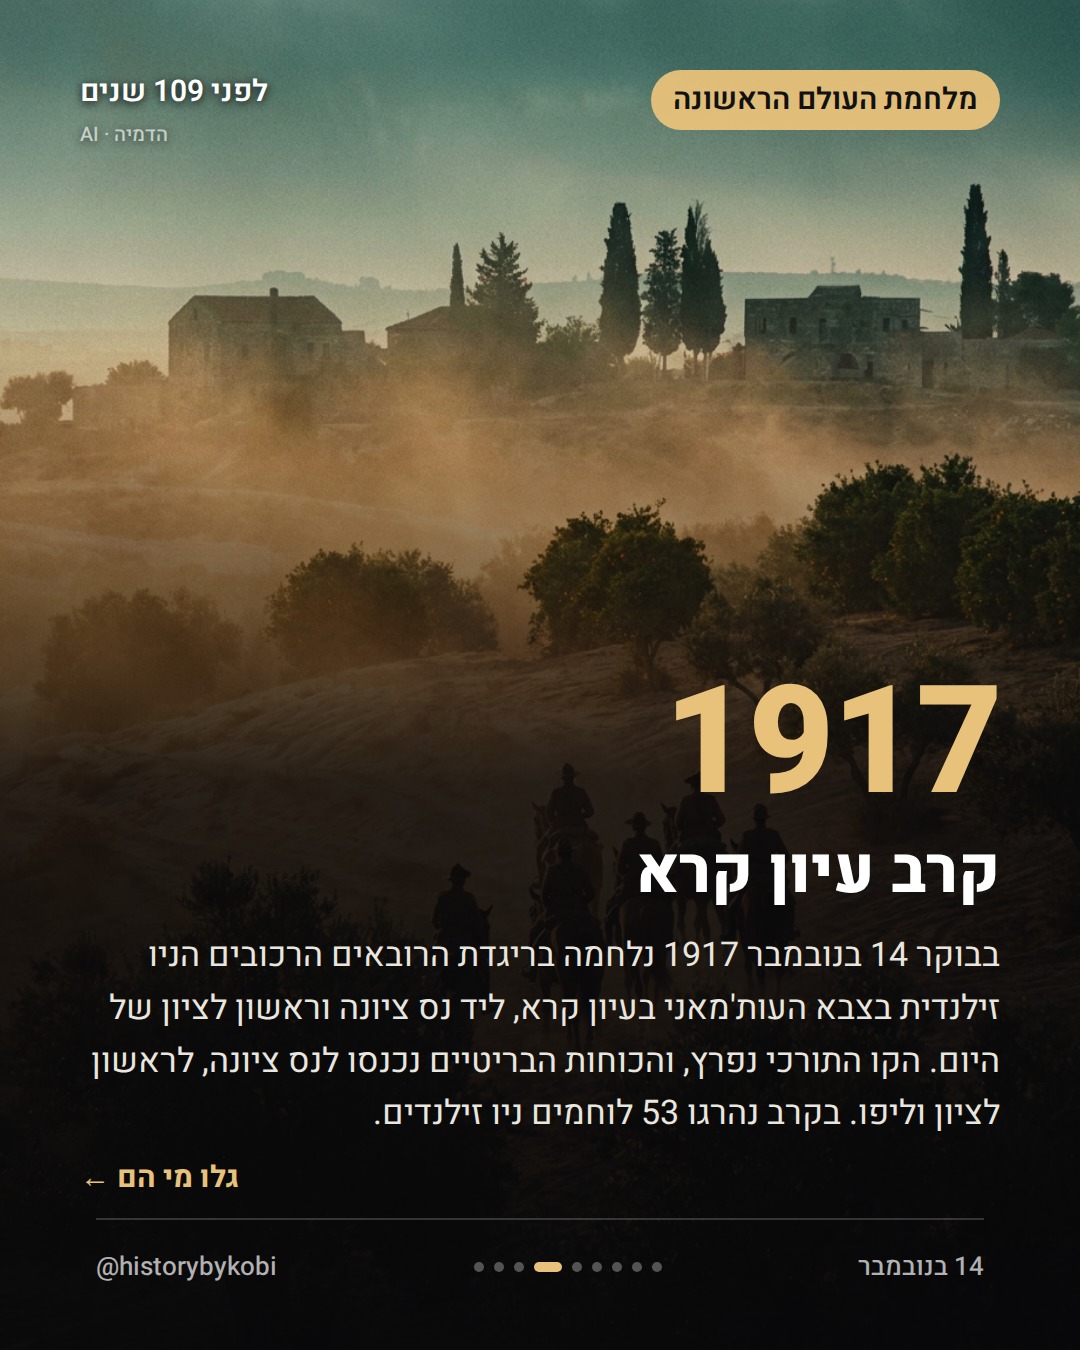 מלחמת העולם הראשונה
לפני 109 שנים
הדמיה · AI
1917
קרב עיון קרא
בבוקר 14 בנובמבר 1917 נלחמה בריגדת הרובאים הרכובים הניו
זילנדית בצבא העות'מאני בעיון קרא, ליד נס ציונה וראשון לציון של
היום. הקו התורכי נפרץ, והכוחות הבריטיים נכנסו לנס ציונה, לראשון
לציון וליפו. בקרב נהרגו 53 לוחמים ניו זילנדים.
גלו מי הם ←
14 בנובמבר
@historybykobi